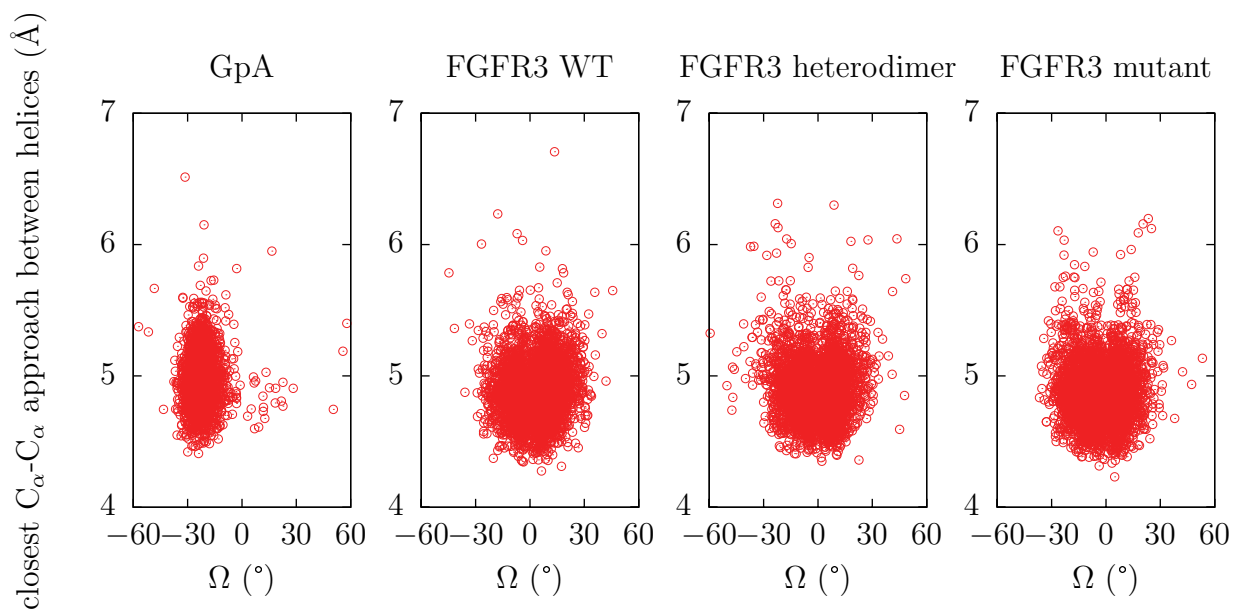 closest Cα-Cα approach between helices (Å)
GpA
FGFR3 WT
FGFR3 heterodimer
FGFR3 mutant
7
6
5
4
−60−30 0 30 60
Ω (°)
7
6
5
4
−60−30 0 30 60
Ω (°)
7
6
5
4
−60−30 0 30 60
Ω (°)
7
6
5
4
−60−30 0 30 60
Ω (°)